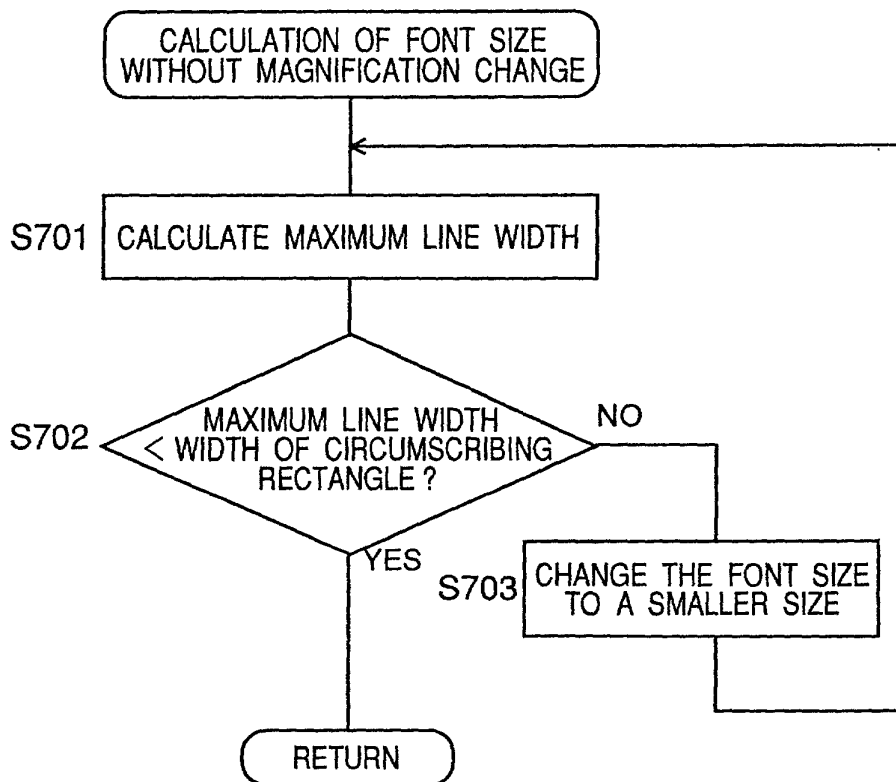 CALCULATION OF FONT SIZE
WITHOUT MAGNIFICATION CHANGE
S701
CALCULATE MAXIMUM LINE WIDTH
S702
MAXIMUM LINE WIDTH
< WIDTH OF CIRCUMSCRIBING
RECTANGLE ?
NO
YES
S703
CHANGE THE FONT SIZE
TO A SMALLER SIZE
RETURN